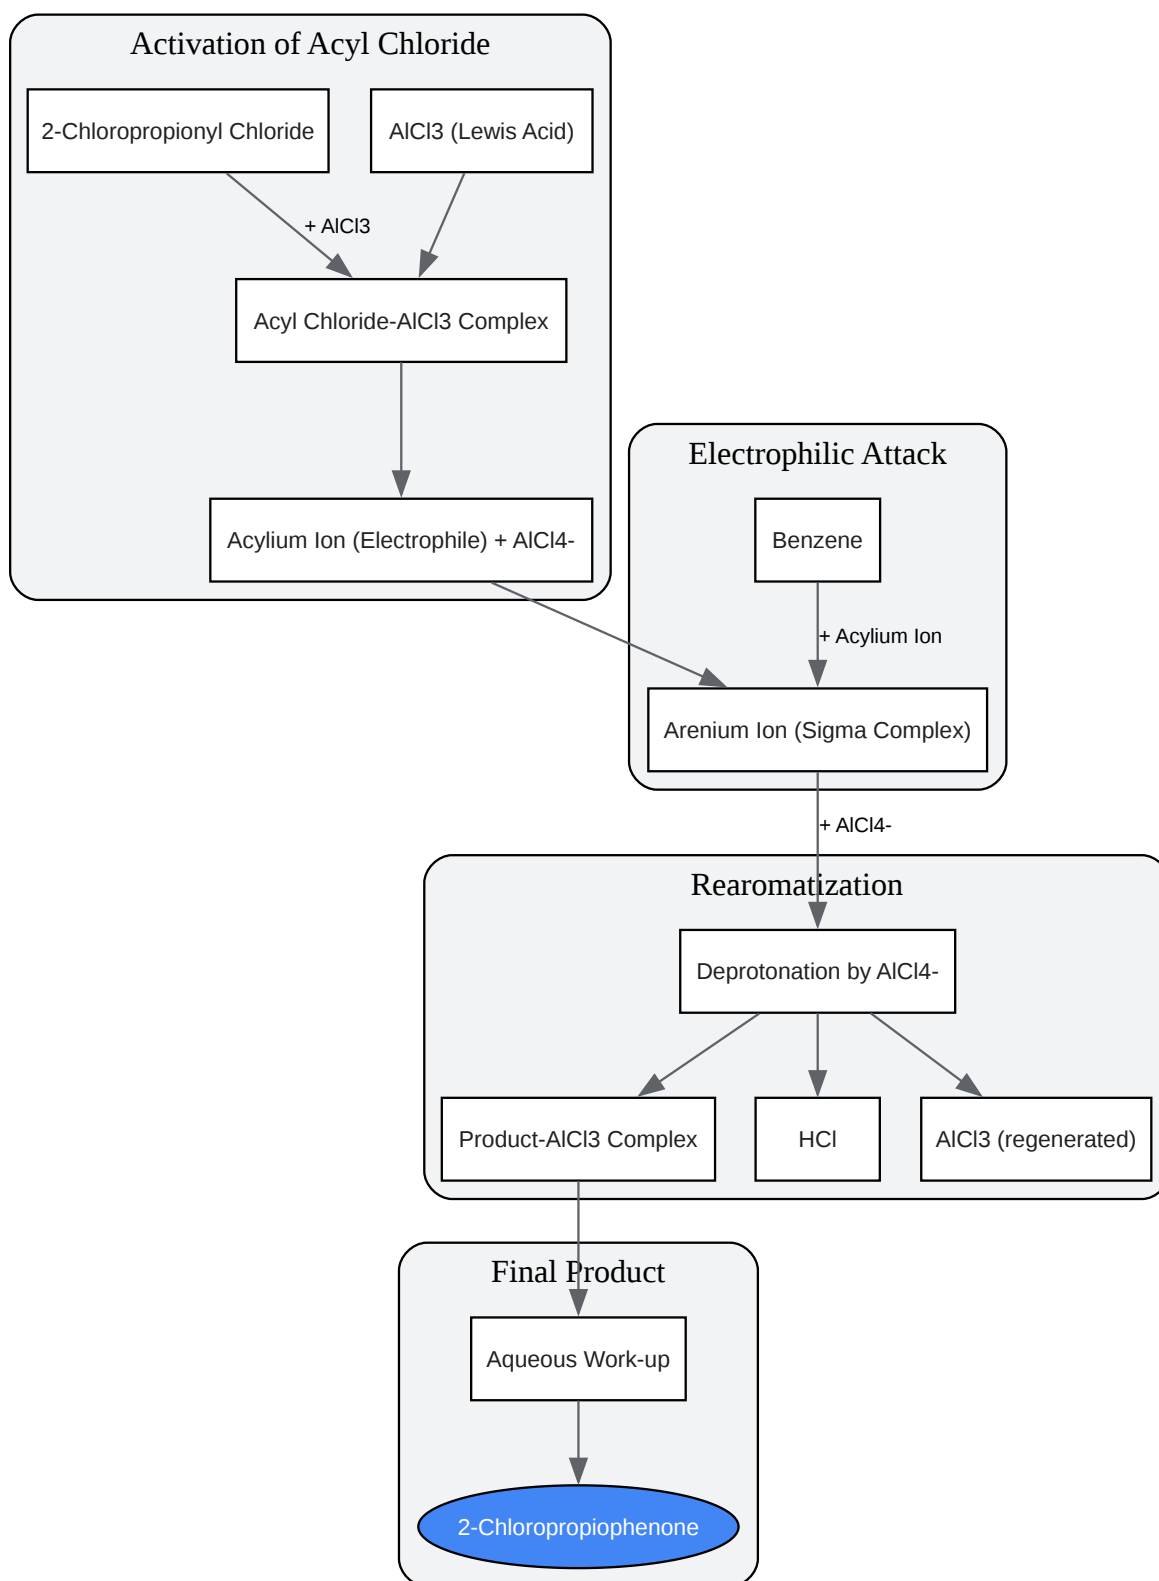 Activation of Acyl Chloride
2-Chloropropionyl Chloride
AlCl3 (Lewis Acid)
+ AlCl3
Acyl Chloride-AlCl3 Complex
Acylium Ion (Electrophile) + AlCl4-
Electrophilic Attack
Benzene
+ Acylium Ion
Arenium Ion (Sigma Complex)
+ AlCl4-
Rearomatization
Deprotonation by AlCl4-
Product-AlCl3 Complex
HCl
AlCl3 (regenerated)
Final Product
Aqueous Work-up
2-Chloropropiophenone